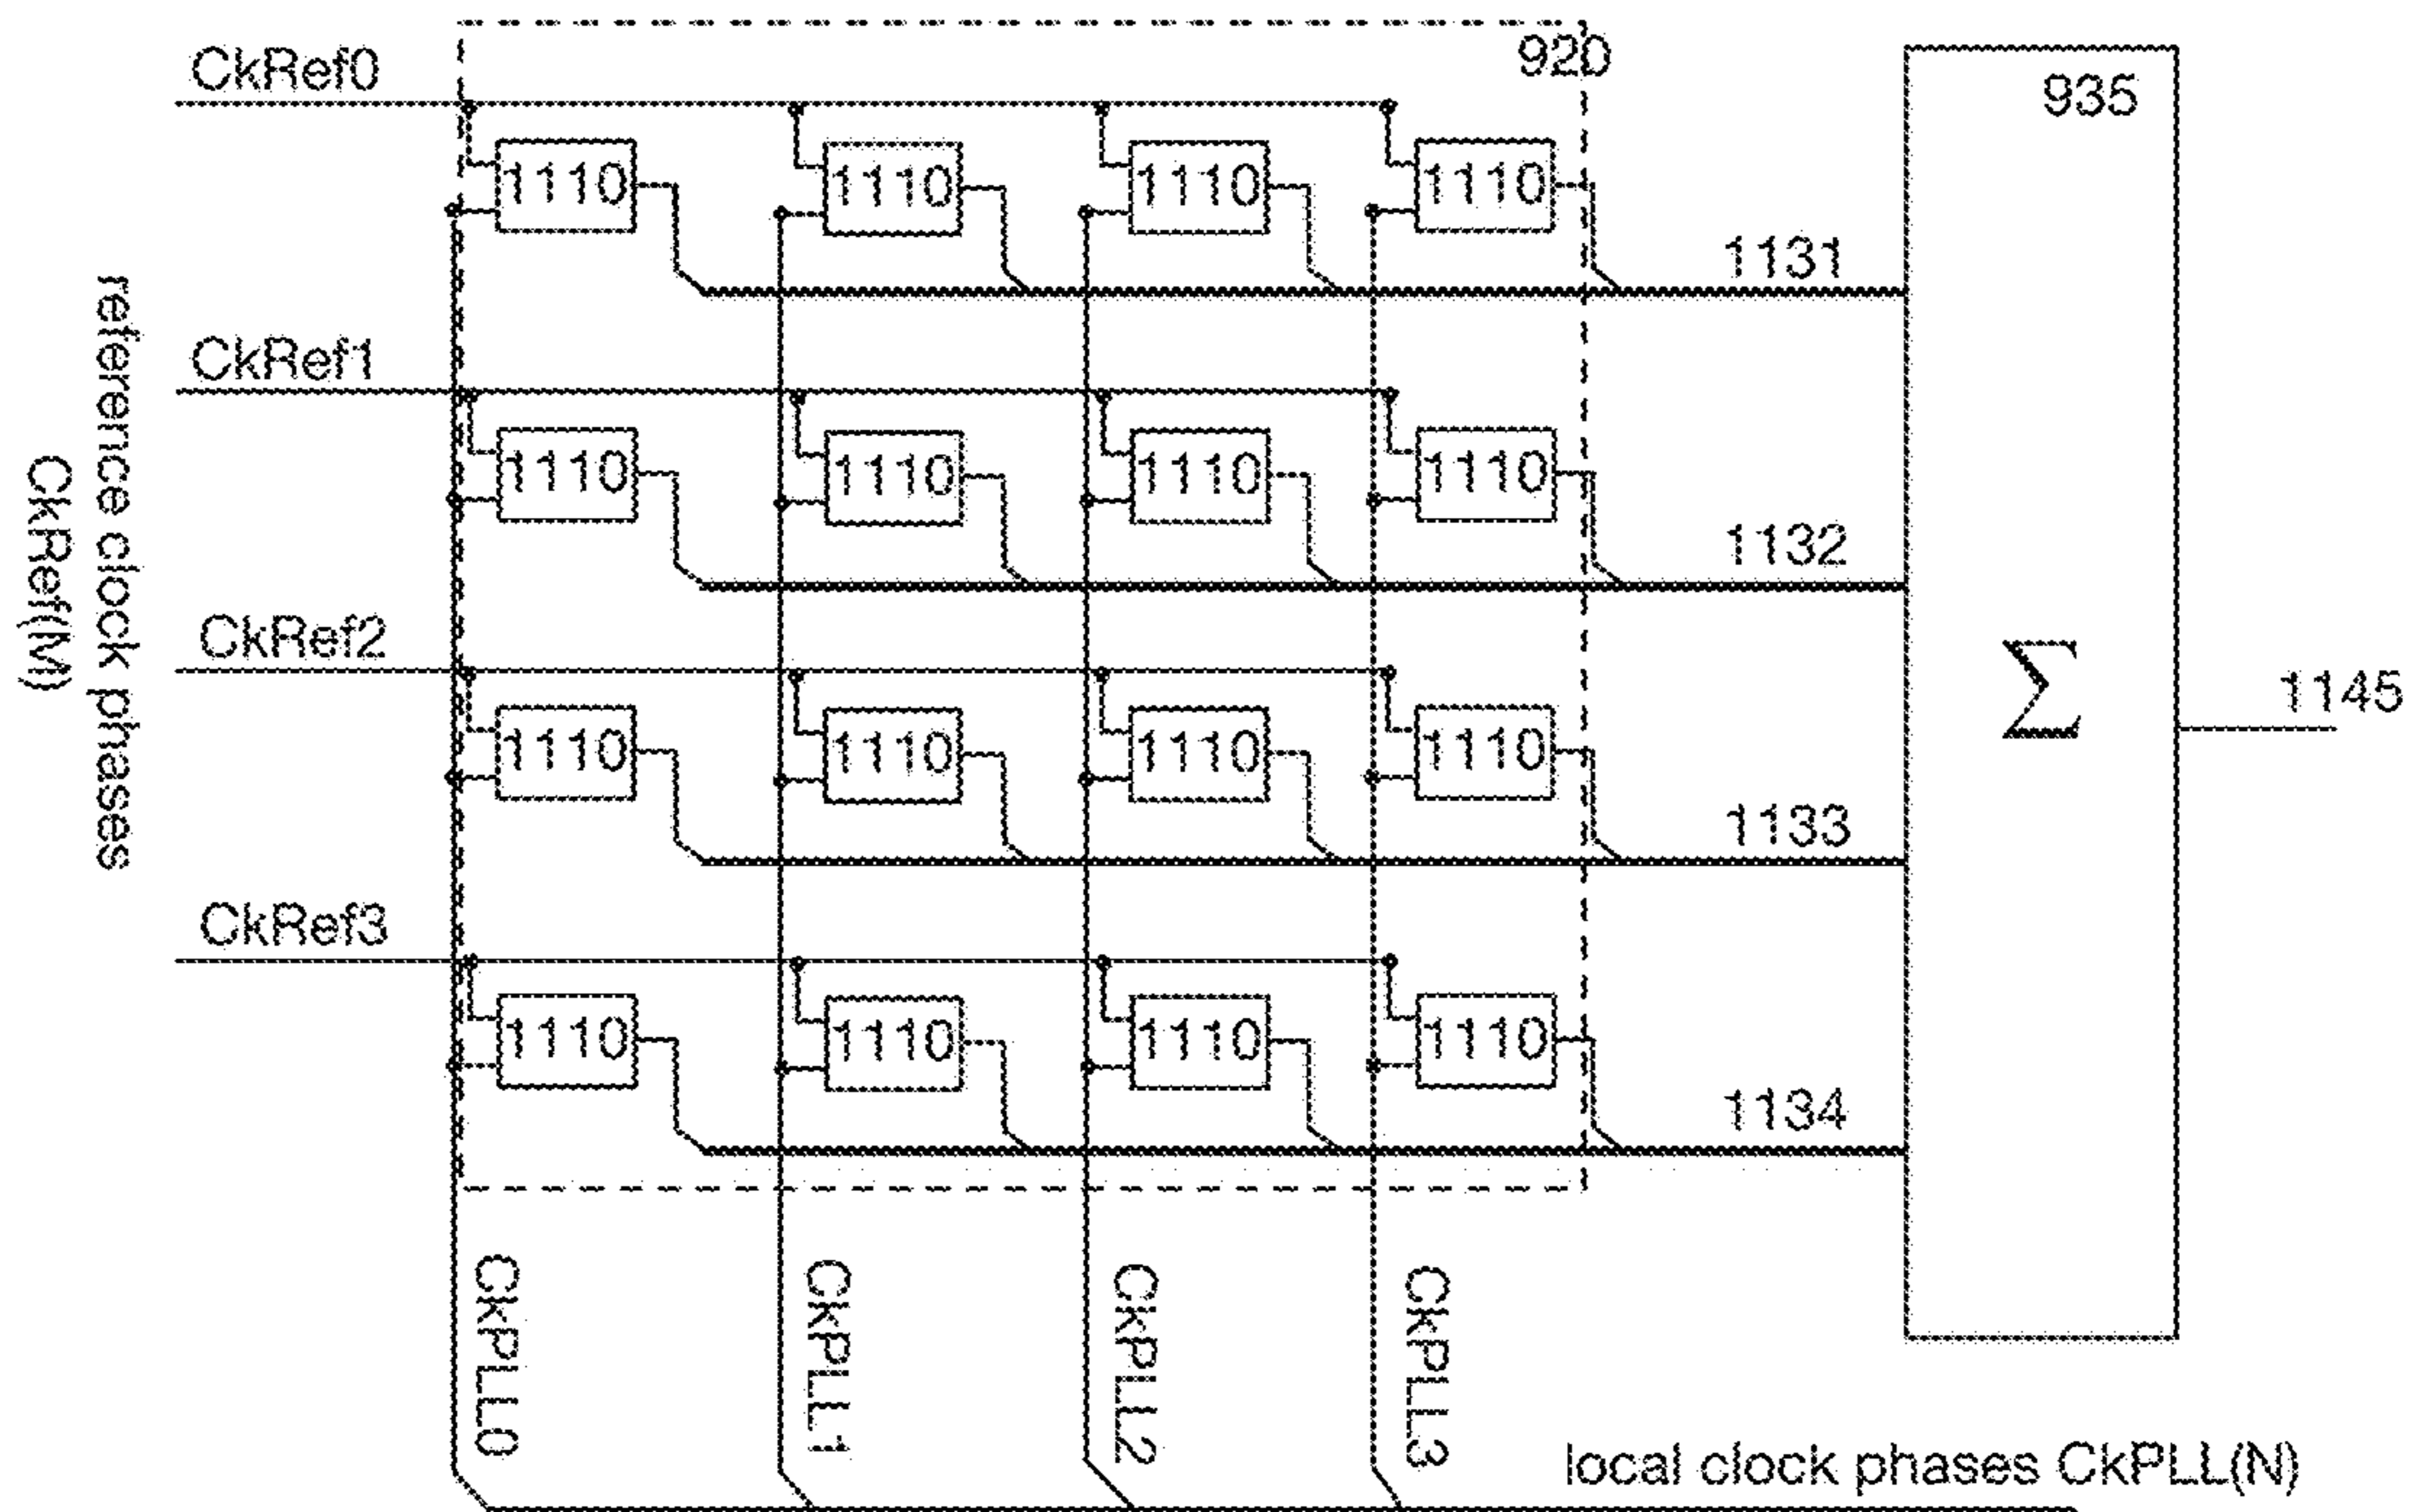 920
935
CkRef0
1110 1110 1110 1110
1131
CkRef1
1110 1110 1110 1110
1132
CkRef2
1110 1110 1110 1110
1133
CkRef3
1110 1110 1110 1110
1134
reference clock phases
CkRef(M)
Σ
1145
CkPLL0
CkPLL1
CkPLL2
CkPLL3
local clock phases CkPLL(N)